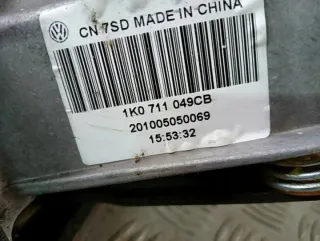 CN 7SD MADE IN CHINA
1K0 711 049CB
201005050069
15:53:32